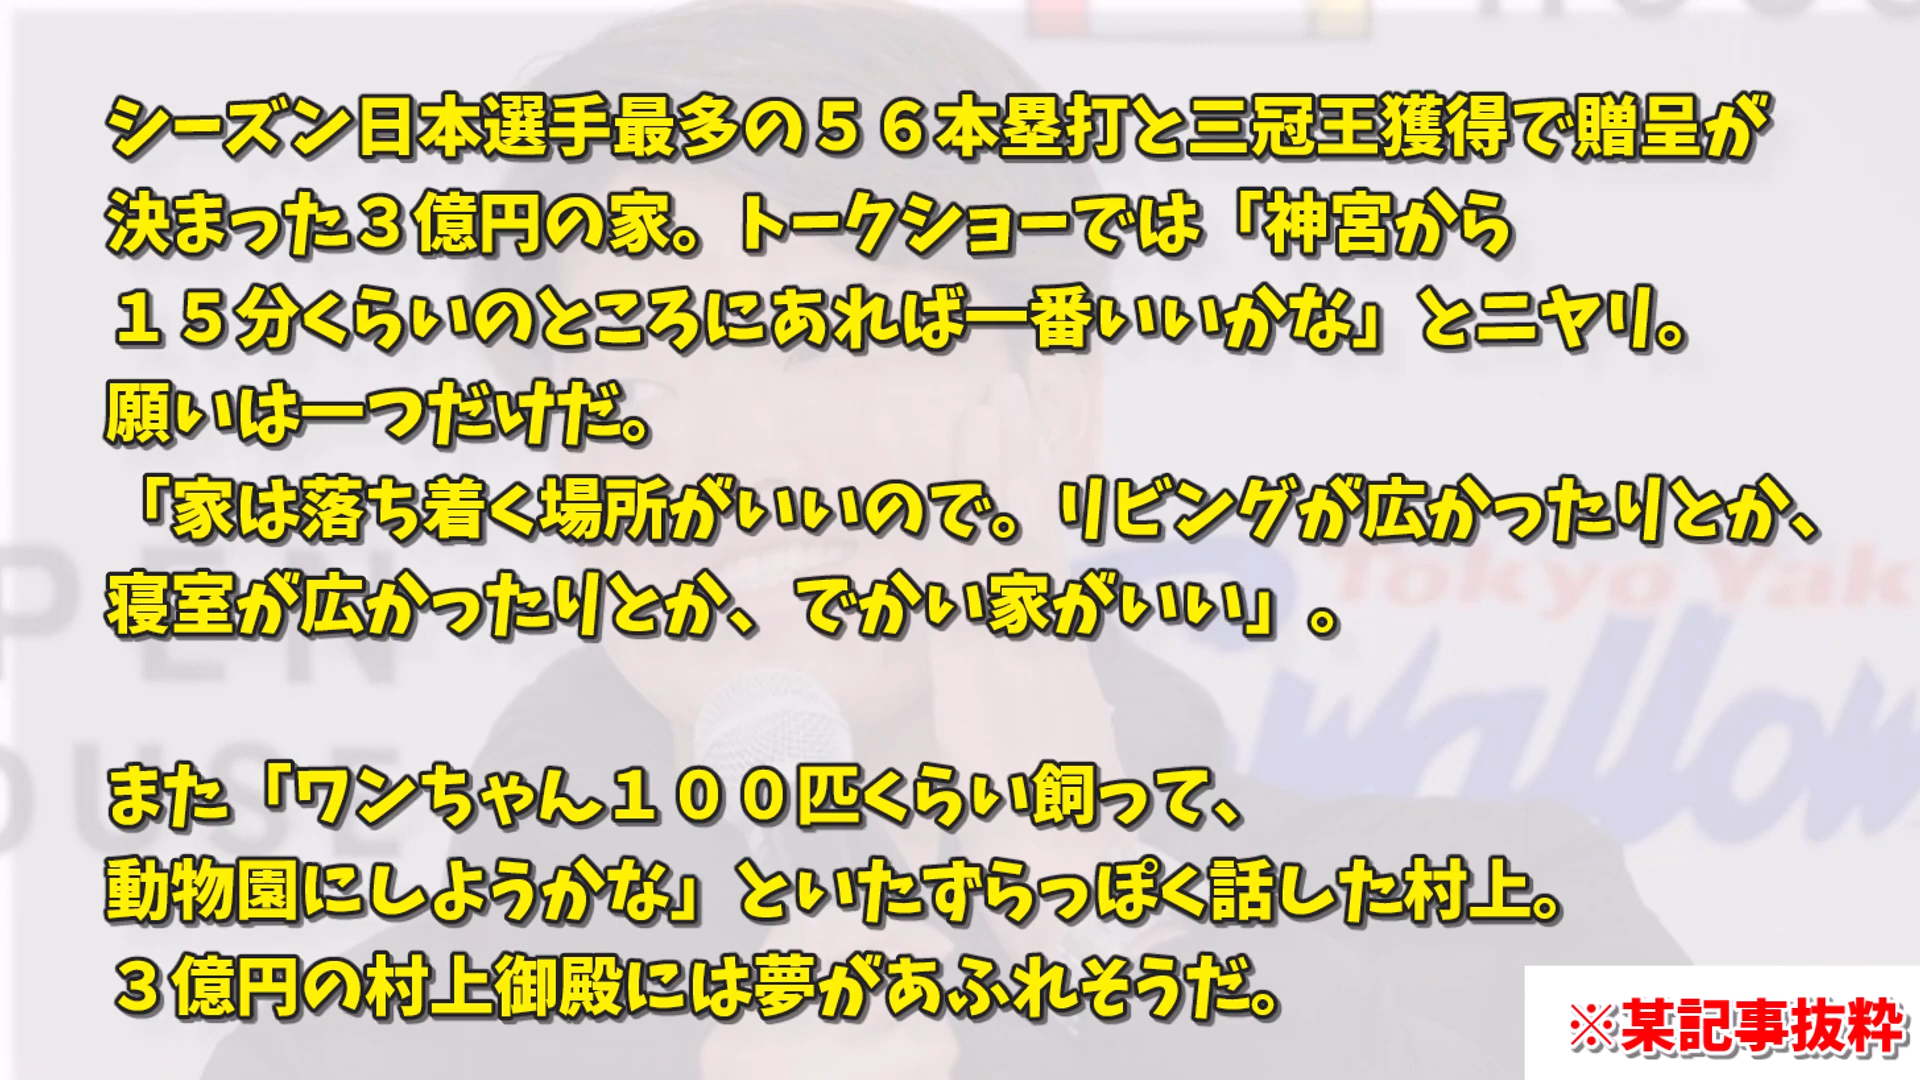 シーズン日本選手最多の５６本塁打と三冠王獲得で贈呈が
決まった３億円の家。トークショーでは「神宮から
１５分くらいのところにあれば一番いいかな」とニヤリ。
願いは一つだけだ。
「家は落ち着く場所がいいので。リビングが広かったりとか、
寝室が広かったりとか、でかい家がいい」。
また「ワンちゃん１００匹くらい飼って、
動物園にしようかな」といたずらっぽく話した村上。
３億円の村上御殿には夢があふれそうだ。
※某記事抜粋
PEN
OUSE
Tokyo Yak
Swallow